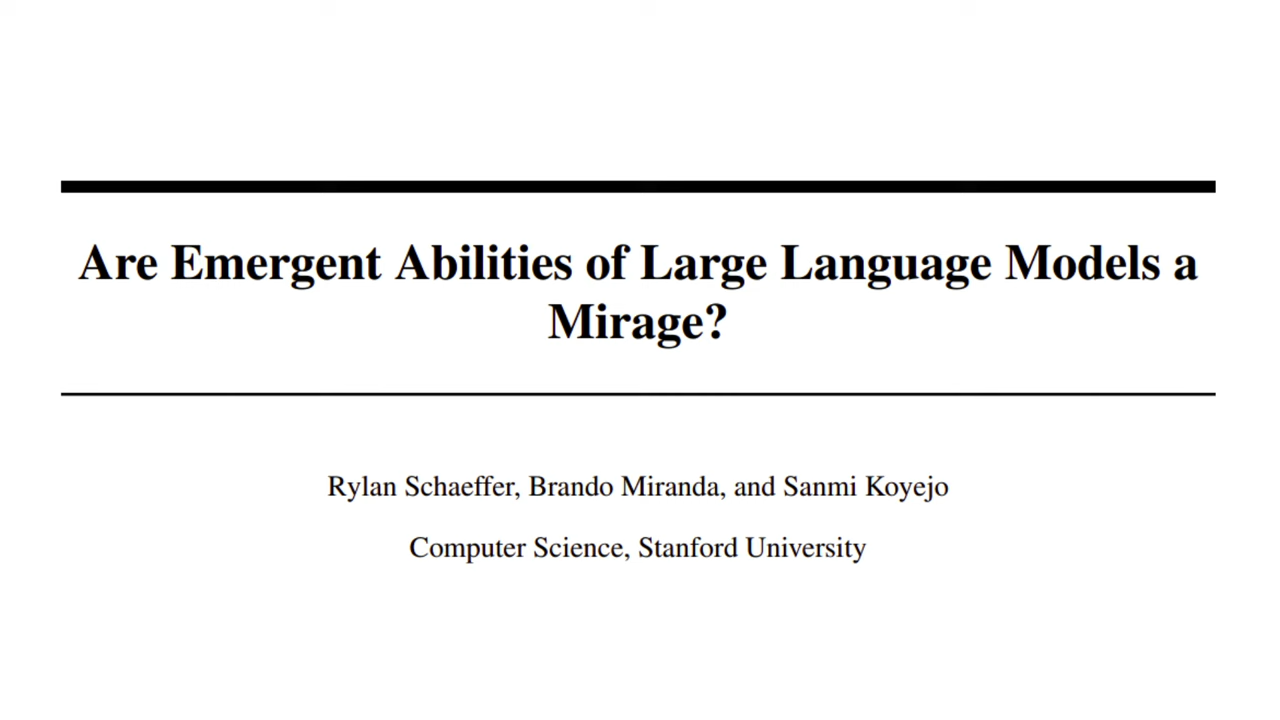 Are Emergent Abilities of Large Language Models a
Mirage?
Rylan Schaeffer, Brando Miranda, and Sanmi Koyejo
Computer Science, Stanford University